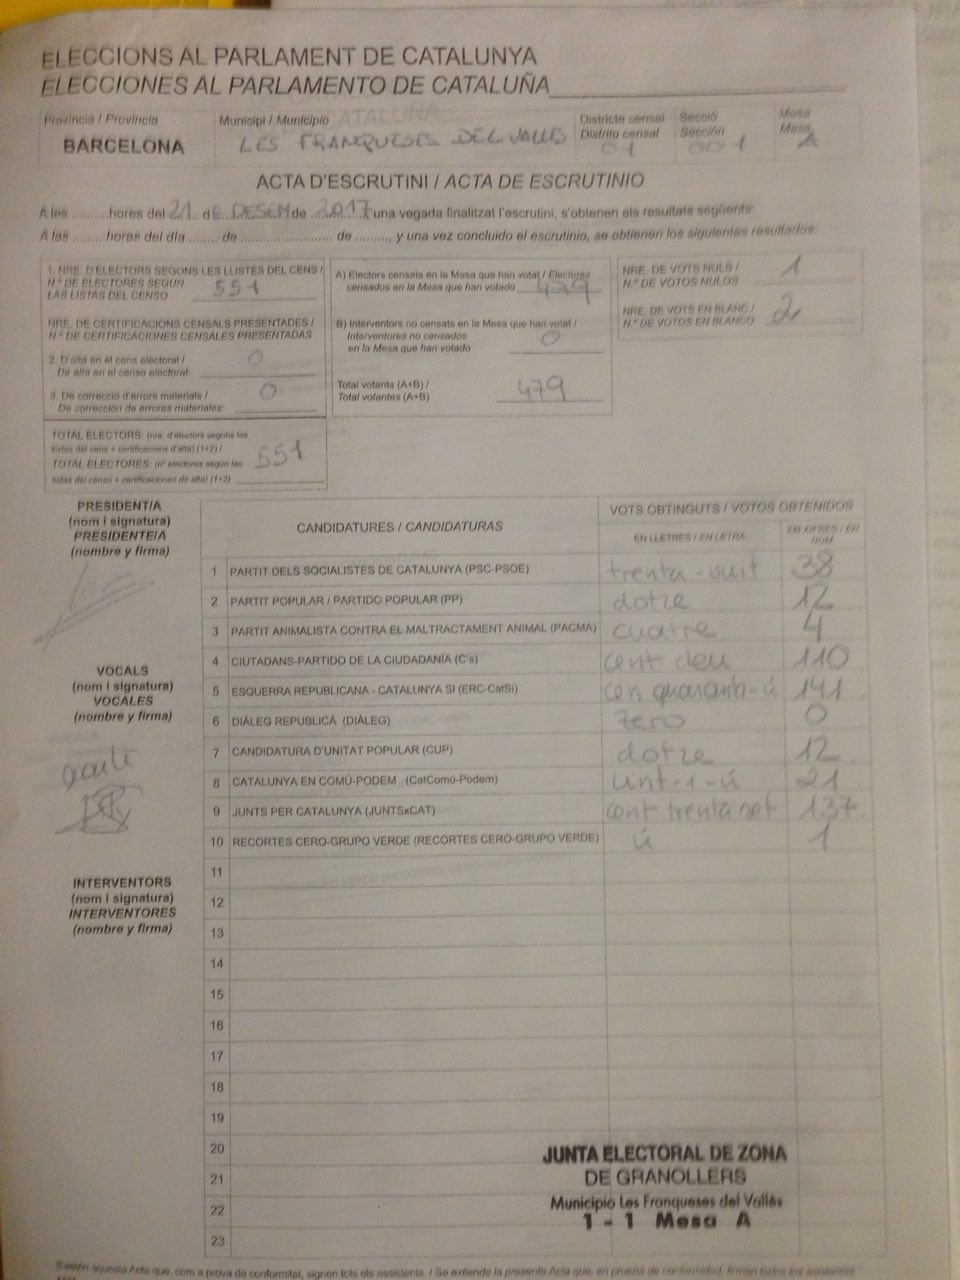 ELECCIONS AL PARLAMENT DE CATALUNYA
ELECCIONES AL PARLAMENTO DE CATALUÑA
Província / Provincia
Municipi / Municipio
Districte censal
Distrito censal
Secció
Sección
Mesa
Mesa
BARCELONA
LES FRANQUESES DEL VALLES
01
001
A
ACTA D'ESCRUTINI / ACTA DE ESCRUTINIO
A les .........hores del 21 de DESEM de 2017, una vegada finalitzat l'escrutini, s'obtenen els resultats següents:
A las .........hores del día ....... de ...................... de ........., y una vez concluido el escrutinio, se obtienen los siguientes resultados:
1. NRE. D'ELECTORS SEGONS LES LLISTES DEL CENS /
N.º DE ELECTORES SEGUN
LAS LISTAS DEL CENSO
551
NRE. DE CERTIFICACIONS CENSALS PRESENTADES /
N.º DE CERTIFICACIONES CENSALES PRESENTADAS
2. D'alta en el cens electoral /
De alta en el censo electoral:
0
3. De correcció d'errors materials /
De corrección de errores materiales:
0
TOTAL ELECTORS: (nre. d'electors segons les
llistes del cens + certificacions d'alta) (1+2) /
TOTAL ELECTORES: (nº electores según las
listas del censo + certificaciones de alta) (1+2)
551
A) Electors censats en la Mesa que han votat / Electores
censados en la Mesa que han votado
479
B) Interventors no censats en la Mesa que han votat /
Interventores no censados
en la Mesa que han votado
0
Total votants (A+B) /
Total votantes (A+B)
479
NRE. DE VOTS NULS /
N.º DE VOTOS NULOS
1
NRE. DE VOTS EN BLANC /
N.º DE VOTOS EN BLANCO
2
PRESIDENT/A
(nom i signatura)
PRESIDENTE/A
(nombre y firma)
VOCALS
(nom i signatura)
VOCALES
(nombre y firma)
INTERVENTORS
(nom i signatura)
INTERVENTORES
(nombre y firma)
CANDIDATURES / CANDIDATURAS
VOTS OBTINGUTS / VOTOS OBTENIDOS
EN LLETRES / EN LETRA
EN XIFRES / EN
NÚM.
1 PARTIT DELS SOCIALISTES DE CATALUNYA (PSC-PSOE) trenta-vuit 38
2 PARTIT POPULAR / PARTIDO POPULAR (PP) dotze 12
3 PARTIT ANIMALISTA CONTRA EL MALTRACTAMENT ANIMAL (PACMA) cuatre 4
4 CIUTADANS-PARTIDO DE LA CIUDADANÍA (C's) cent deu 110
5 ESQUERRA REPUBLICANA - CATALUNYA SÍ (ERC-CatSí) cen quaranta-ú 141
6 DIÀLEG REPUBLICÀ (DIÀLEG) zero 0
7 CANDIDATURA D'UNITAT POPULAR (CUP) dotze 12
8 CATALUNYA EN COMÚ-PODEM (CatComú-Podem) vint-i-ú 21
9 JUNTS PER CATALUNYA (JUNTSxCAT) cent trenta set 137
10 RECORTES CERO-GRUPO VERDE (RECORTES CERO-GRUPO VERDE) ú 1
11
12
13
14
15
16
17
18
19
20
21
22
23
JUNTA ELECTORAL DE ZONA
DE GRANOLLERS
Municipio Les Franqueses del Vallès
1 - 1 Mesa A
S'estén aquesta Acta que, com a prova de conformitat, signen tots els assistents. / Se extiende la presente Acta que, en prueba de conformidad, firman todos los asistentes